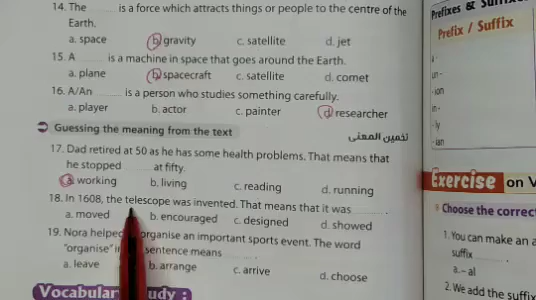 14. The ...... is a force which attracts things or people to the centre of the
Earth.
a. space b. gravity c. satellite d. jet
15. A ...... is a machine in space that goes around the Earth.
a. plane b. spacecraft c. satellite d. comet
16. A/An ...... is a person who studies something carefully.
a. player b. actor c. painter d. researcher
Guessing the meaning from the text
تخمين المعنى
17. Dad retired at 50 as he has some health problems. That means that
he stopped ...... at fifty.
a. working b. living c. reading d. running
18. In 1608, the telescope was invented. That means that it was ......
a. moved b. encouraged c. designed d. showed
19. Nora helped organise an important sports event. The word
"organise" in sentence means ......
a. leave b. arrange c. arrive d. choose
Vocabulary
Prefixes &
Prefix / Suffix
un -
- ion
in -
- ly
- ian
Exercise on
Choose the correc
1. You can make an
suffix ......
a. - al
2. We add the suffix